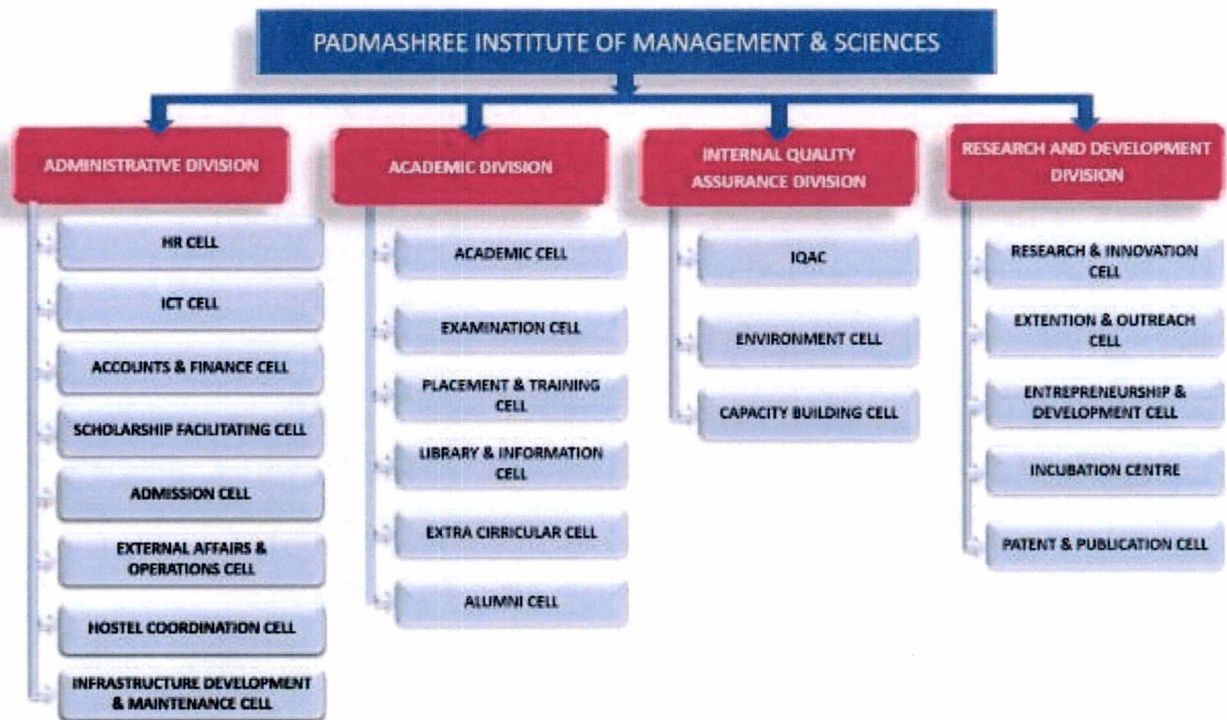 PADMASHREE INSTITUTE OF MANAGEMENT & SCIENCES
ADMINISTRATIVE DIVISION
HR CELL
ICT CELL
ACCOUNTS & FINANCE CELL
SCHOLARSHIP FACILITATING CELL
ADMISSION CELL
EXTERNAL AFFAIRS &
OPERATIONS CELL
HOSTEL COORDINATION CELL
INFRASTRUCTURE DEVELOPMENT
& MAINTENANCE CELL
ACADEMIC DIVISION
ACADEMIC CELL
EXAMINATION CELL
PLACEMENT & TRAINING
CELL
LIBRARY & INFORMATION
CELL
EXTRA CIRRICULAR CELL
ALUMNI CELL
INTERNAL QUALITY
ASSURANCE DIVISION
IQAC
ENVIRONMENT CELL
CAPACITY BUILDING CELL
RESEARCH AND DEVELOPMENT
DIVISION
RESEARCH & INNOVATION
CELL
EXTENTION & OUTREACH
CELL
ENTREPRENEURSHIP &
DEVELOPMENT CELL
INCUBATION CENTRE
PATENT & PUBLICATION CELL